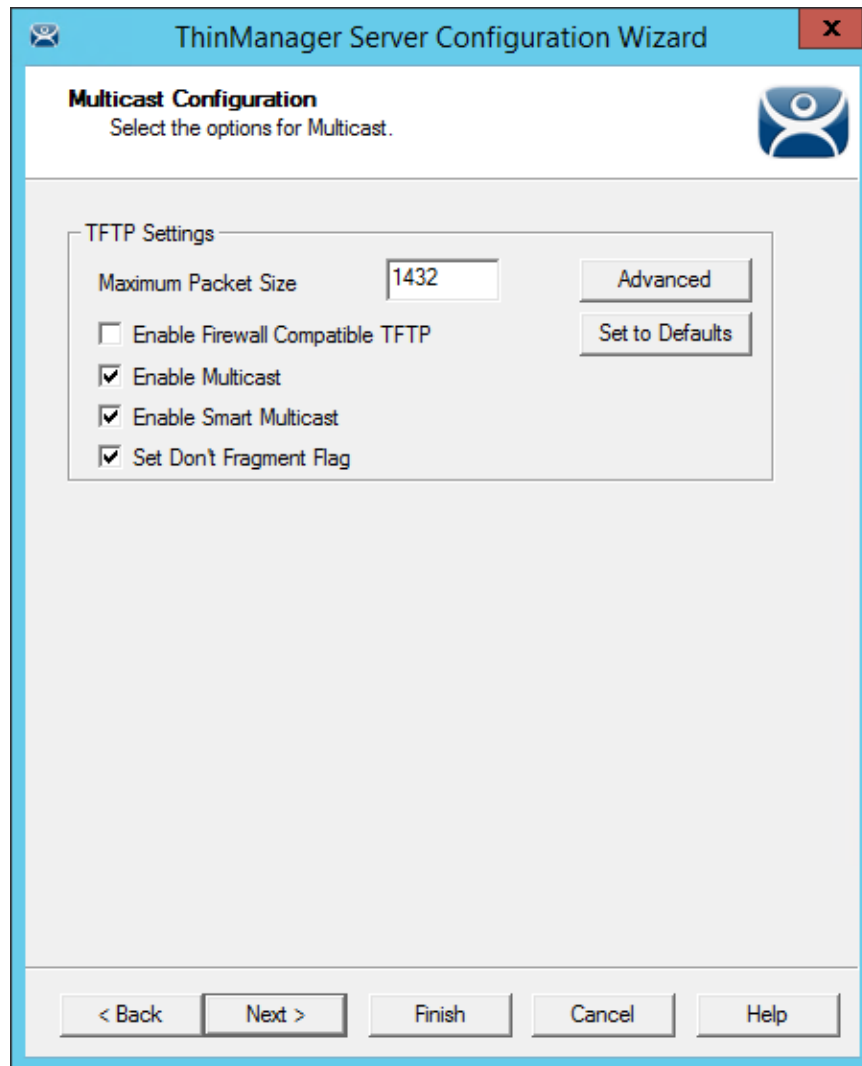 ThinManager Server Configuration Wizard
x
Multicast Configuration
Select the options for Multicast.
TFTP Settings
Maximum Packet Size 1432 Advanced
Enable Firewall Compatible TFTP Set to Defaults
Enable Multicast
Enable Smart Multicast
Set Don't Fragment Flag
< Back Next > Finish Cancel Help